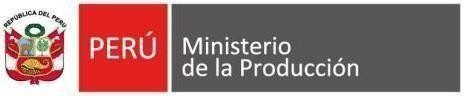 REPÚBLICA DEL PERÚ
PERÚ
Ministerio
de la Producción